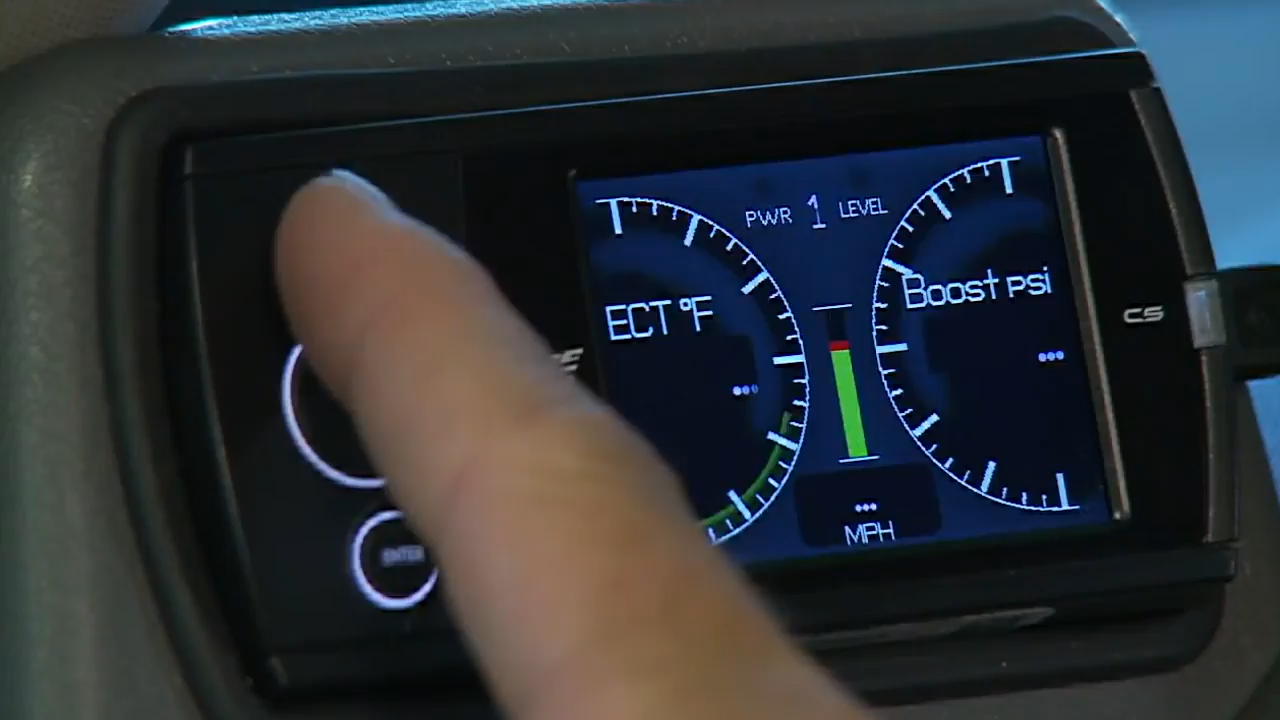 PWR 1 LEVEL
ECT °F
Boost psi
...
...
...
MPH
CS
ENTER